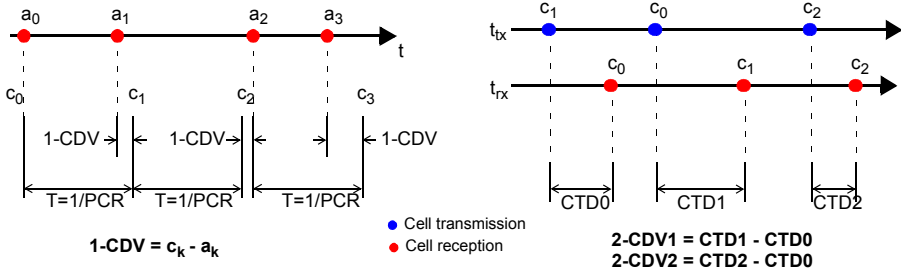 a0 a1 a2 a3
t
c0 c1 c2 c3
1-CDV 1-CDV 1-CDV
T=1/PCR T=1/PCR T=1/PCR
1-CDV = ck - ak
Cell transmission
Cell reception
c1 c0 c2
ttx
c0 c1 c2
trx
CTD0 CTD1 CTD2
2-CDV1 = CTD1 - CTD0
2-CDV2 = CTD2 - CTD0